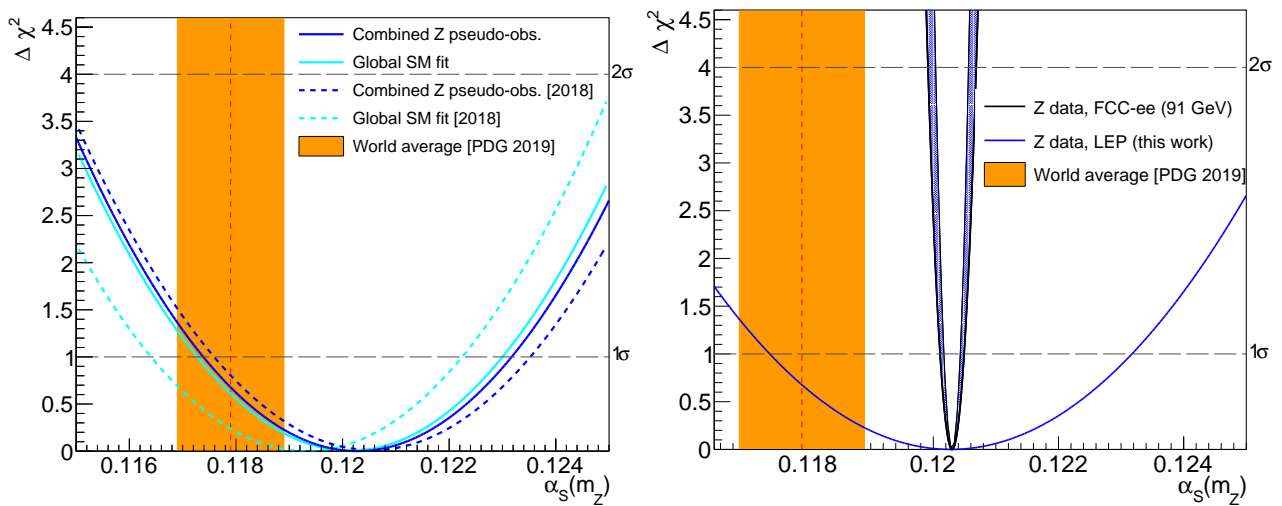 Δ χ²
4.5
4
3.5
3
2.5
2
1.5
1
0.5
0
0.116
0.118
0.12
0.122
0.124
α_S(m_Z)
2σ
1σ
Combined Z pseudo-obs.
Global SM fit
Combined Z pseudo-obs. [2018]
Global SM fit [2018]
World average [PDG 2019]
Δ χ²
4.5
4
3.5
3
2.5
2
1.5
1
0.5
0
0.118
0.12
0.122
0.124
α_S(m_Z)
2σ
1σ
Z data, FCC-ee (91 GeV)
Z data, LEP (this work)
World average [PDG 2019]